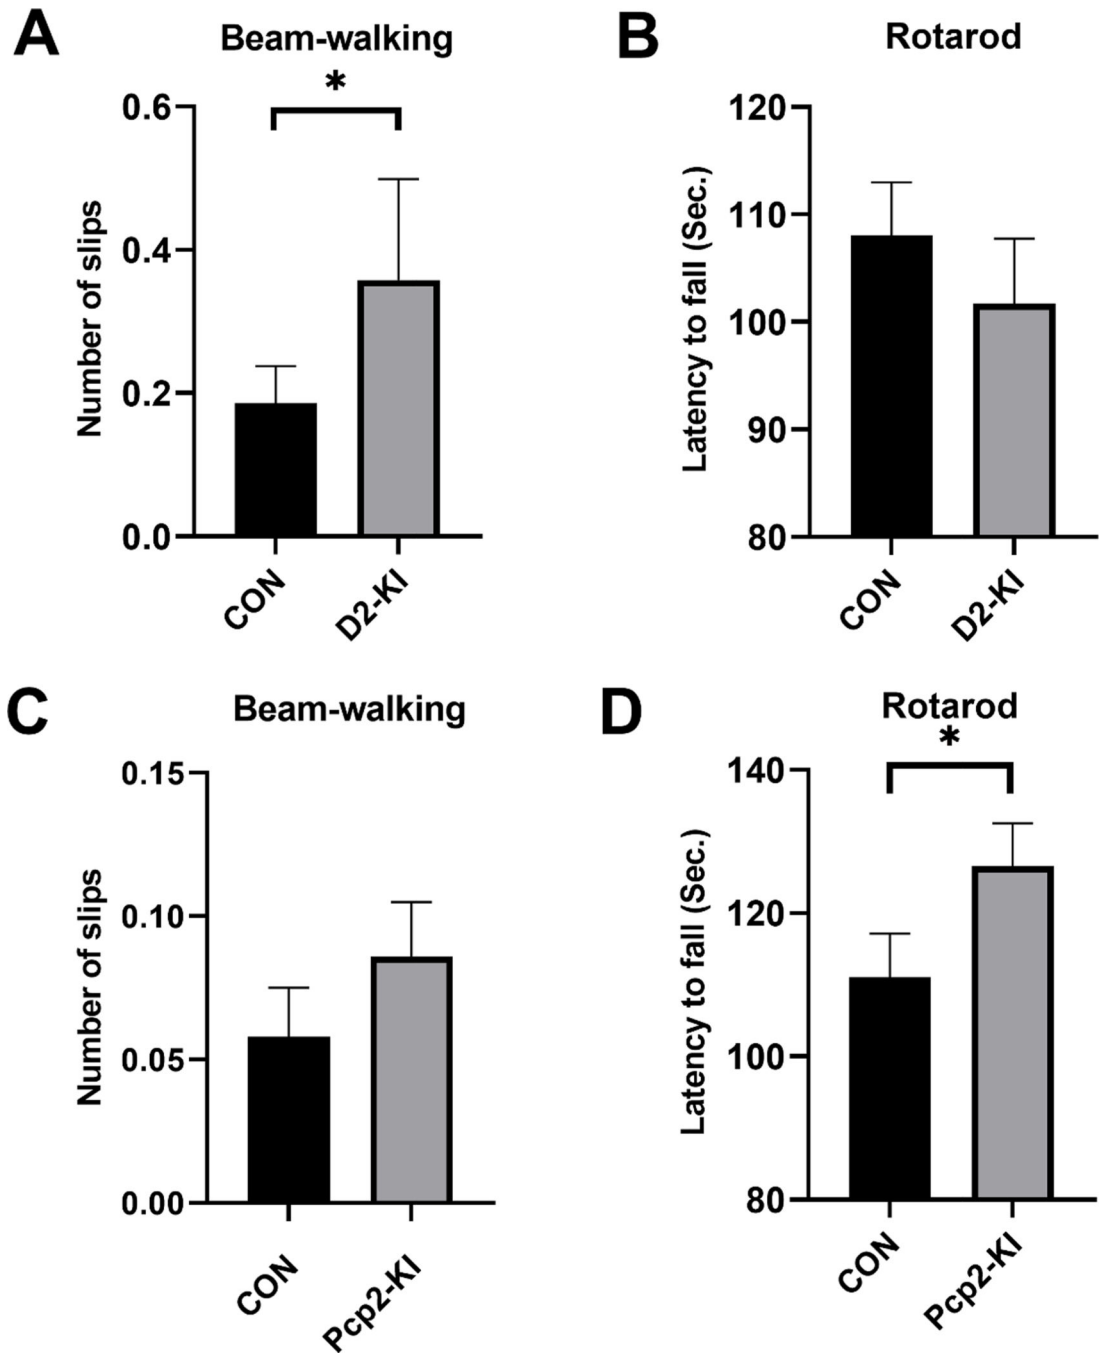 A
Beam-walking
*
Number of slips
0.6
0.4
0.2
0.0
CON
D2-KI
B
Rotarod
Latency to fall (Sec.)
120
110
100
90
80
CON
D2-KI
C
Beam-walking
Number of slips
0.15
0.10
0.05
0.00
CON
Pcp2-KI
D
Rotarod
*
Latency to fall (Sec.)
140
120
100
80
CON
Pcp2-KI